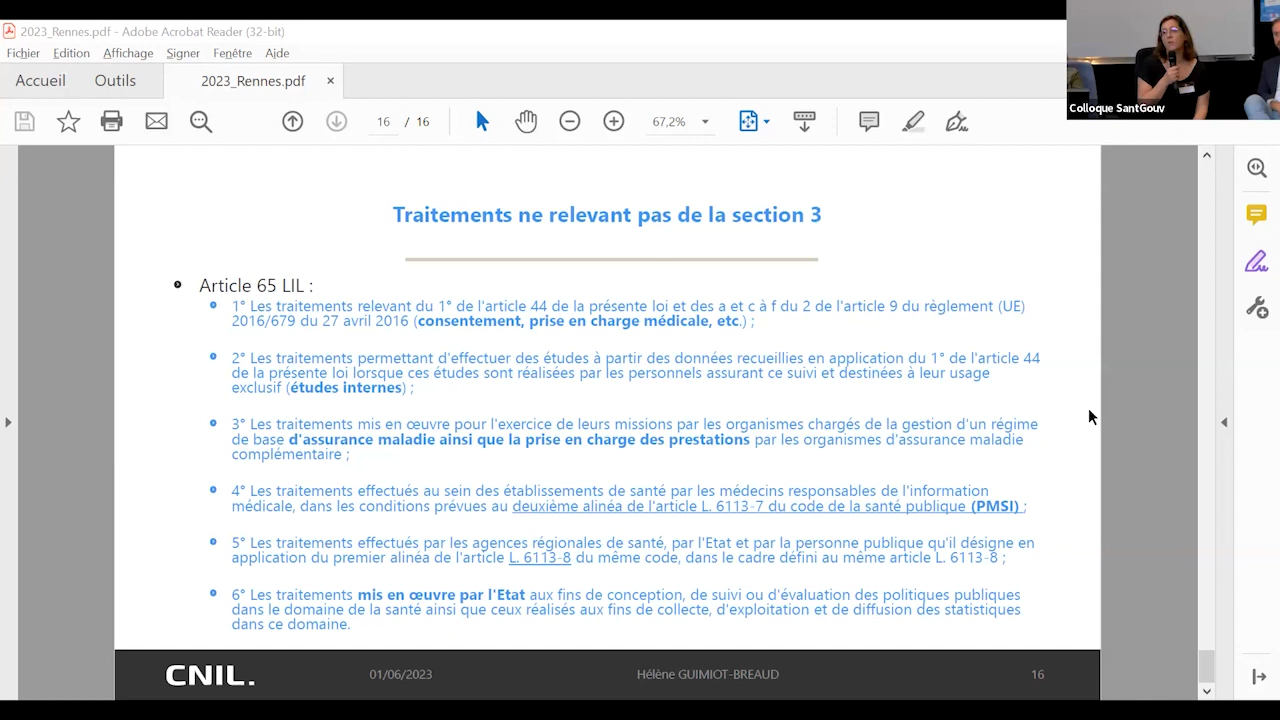 2023_Rennes.pdf - Adobe Acrobat Reader (32-bit)
Fichier Edition Affichage Signer Fenêtre Aide
Accueil Outils 2023_Rennes.pdf ×
16 / 16 67,2%
Colloque SantGouv
Traitements ne relevant pas de la section 3
Article 65 LIL :
1° Les traitements relevant du 1° de l'article 44 de la présente loi et des a et c à f du 2 de l'article 9 du règlement (UE)
2016/679 du 27 avril 2016 (consentement, prise en charge médicale, etc.) ;
2° Les traitements permettant d'effectuer des études à partir des données recueillies en application du 1° de l'article 44
de la présente loi lorsque ces études sont réalisées par les personnels assurant ce suivi et destinées à leur usage
exclusif (études internes) ;
3° Les traitements mis en œuvre pour l'exercice de leurs missions par les organismes chargés de la gestion d'un régime
de base d'assurance maladie ainsi que la prise en charge des prestations par les organismes d'assurance maladie
complémentaire ;
4° Les traitements effectués au sein des établissements de santé par les médecins responsables de l'information
médicale, dans les conditions prévues au deuxième alinéa de l'article L. 6113-7 du code de la santé publique (PMSI) ;
5° Les traitements effectués par les agences régionales de santé, par l'Etat et par la personne publique qu'il désigne en
application du premier alinéa de l'article L. 6113-8 du même code, dans le cadre défini au même article L. 6113-8 ;
6° Les traitements mis en œuvre par l'Etat aux fins de conception, de suivi ou d'évaluation des politiques publiques
dans le domaine de la santé ainsi que ceux réalisés aux fins de collecte, d'exploitation et de diffusion des statistiques
dans ce domaine.
CNIL. 01/06/2023 Hélène GUIMIOT-BREAUD 16